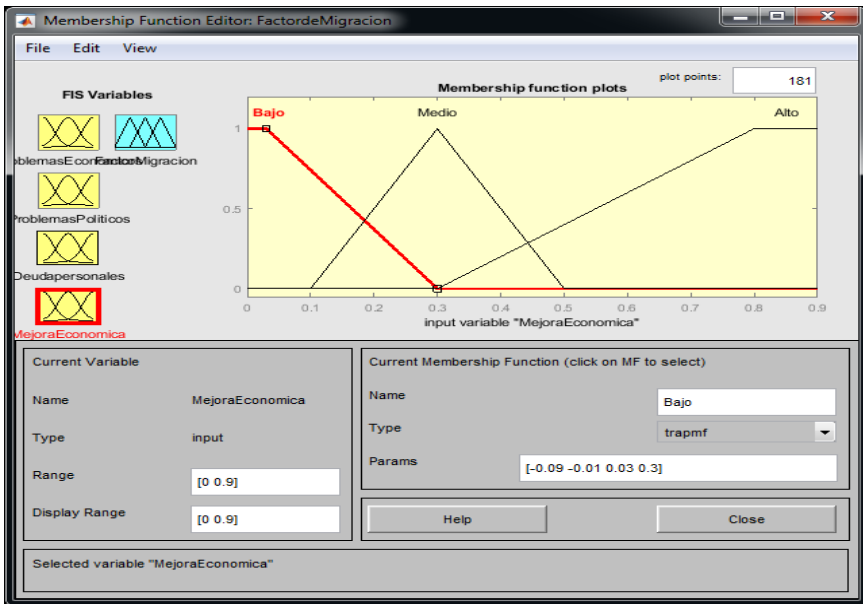 Membership Function Editor: FactordeMigracion
File Edit View
FIS Variables
Membership function plots
plot points:
181
FactordeMigracion
ProblemasPoliticos
Deudapersonales
MejoraEconomica
Bajo
Medio
Alto
1
0.5
0
0 0.1 0.2 0.3 0.4 0.5 0.6 0.7 0.8 0.9
input variable "MejoraEconomica"
Current Variable
Name MejoraEconomica
Type input
Range [0 0.9]
Display Range [0 0.9]
Current Membership Function (click on MF to select)
Name Bajo
Type trapmf
Params [-0.09 -0.01 0.03 0.3]
Help Close
Selected variable "MejoraEconomica"